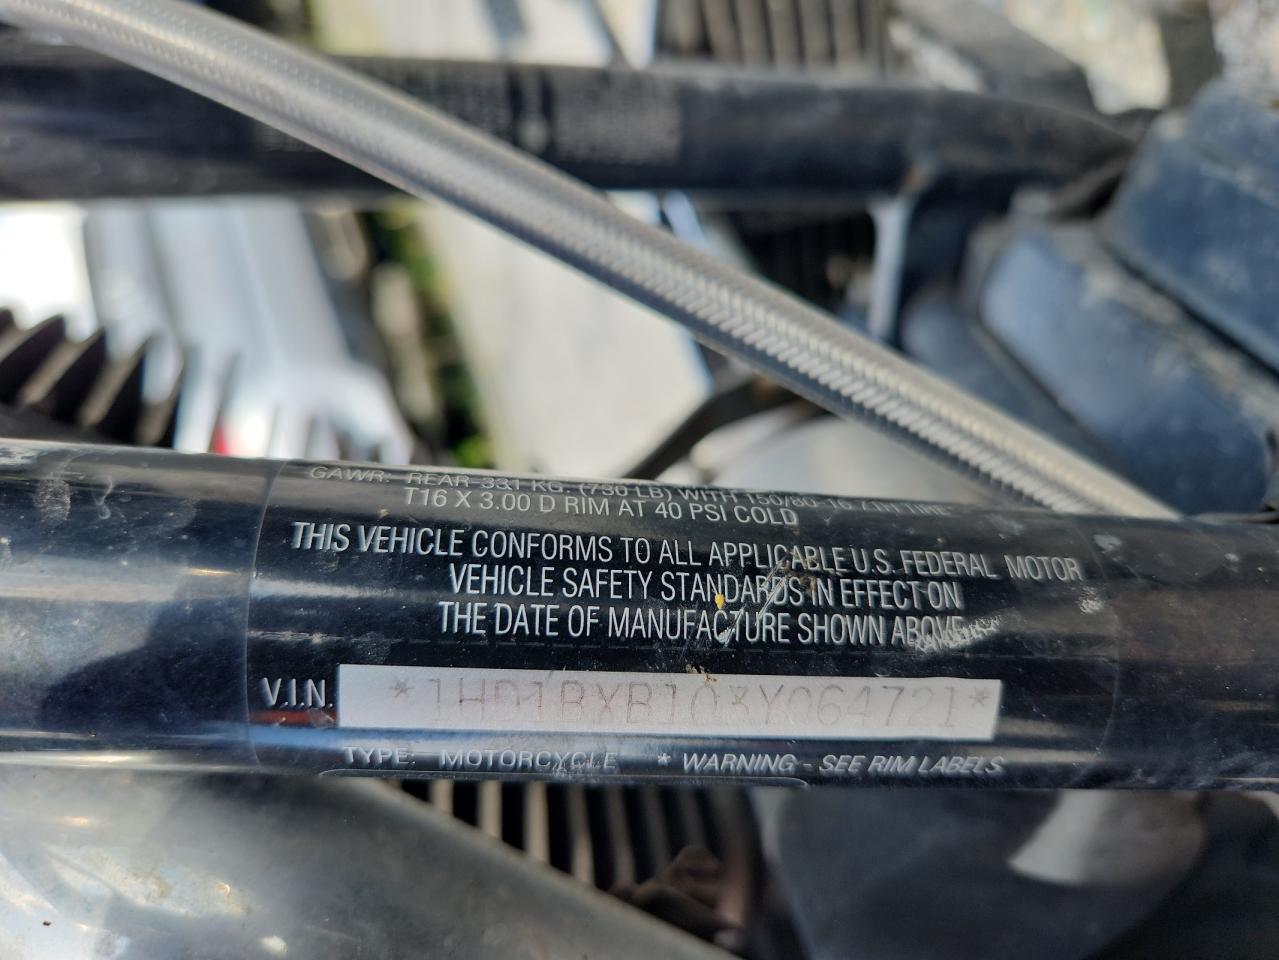 GAWR: REAR-331 KG. (730 LB) WITH 150/80-16 71H TIRE
T16 X 3.00 D RIM AT 40 PSI COLD
THIS VEHICLE CONFORMS TO ALL APPLICABLE U.S. FEDERAL MOTOR
VEHICLE SAFETY STANDARDS IN EFFECT ON
THE DATE OF MANUFACTURE SHOWN ABOVE
V.I.N. *1HD1BXB103Y064721*
TYPE: MOTORCYCLE * WARNING - SEE RIM LABELS